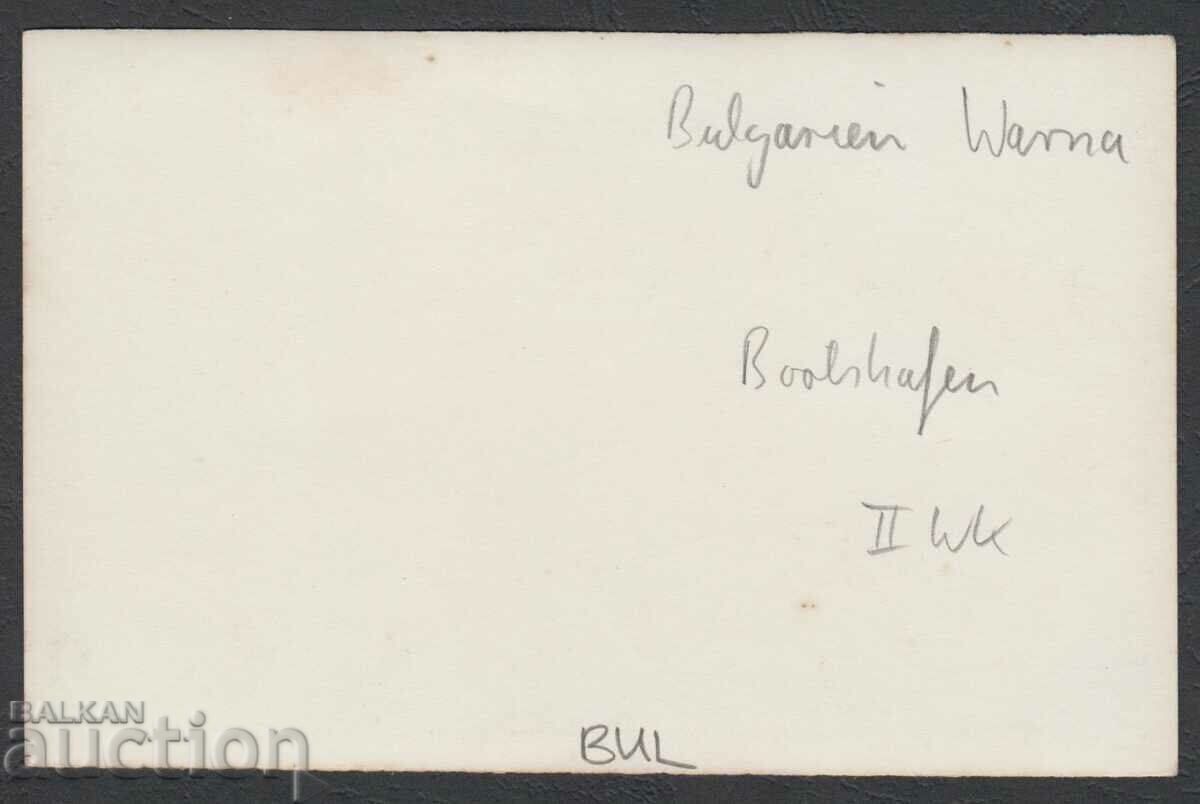 Bulgarien Warna
Bootshafen
II WK
BUL
BALKAN
auction